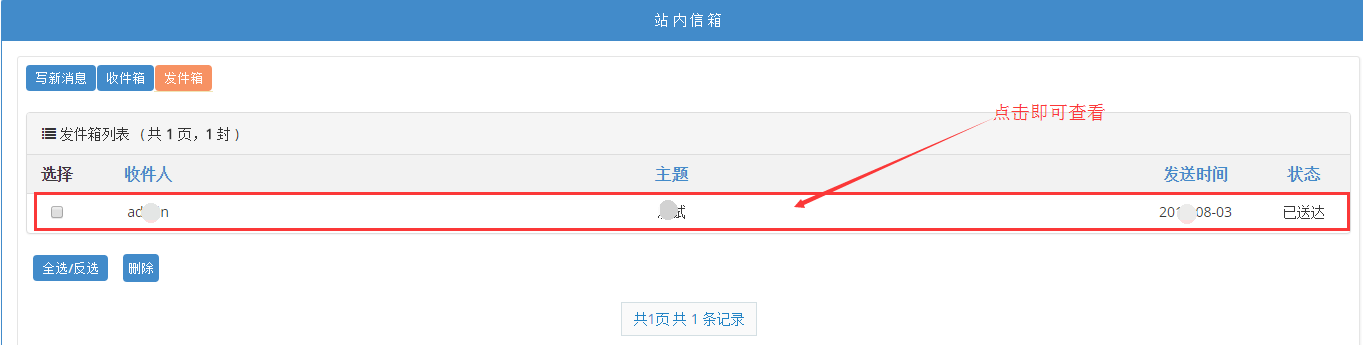 站内信箱
写新消息 收件箱 发件箱
点击即可查看
发件箱列表 （共 1 页，1 封 ）
选择 收件人 主题 发送时间 状态
已送达
全选/反选 删除
共1页 共 1 条记录